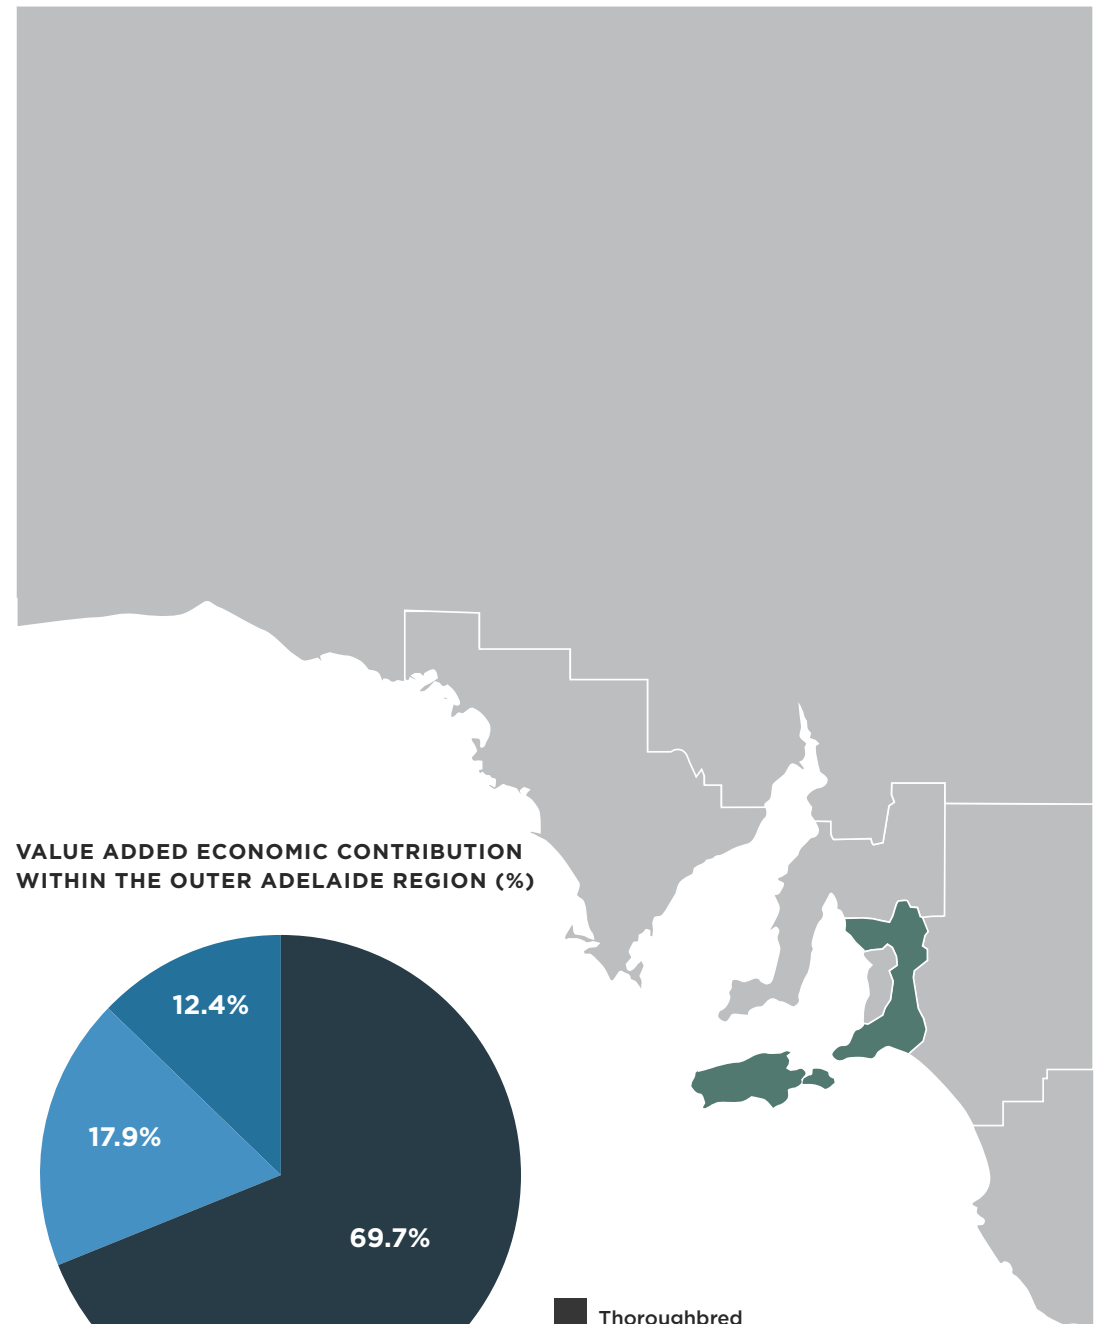 VALUE ADDED ECONOMIC CONTRIBUTION
WITHIN THE OUTER ADELAIDE REGION (%)
12.4%
17.9%
69.7%
Thoroughbred